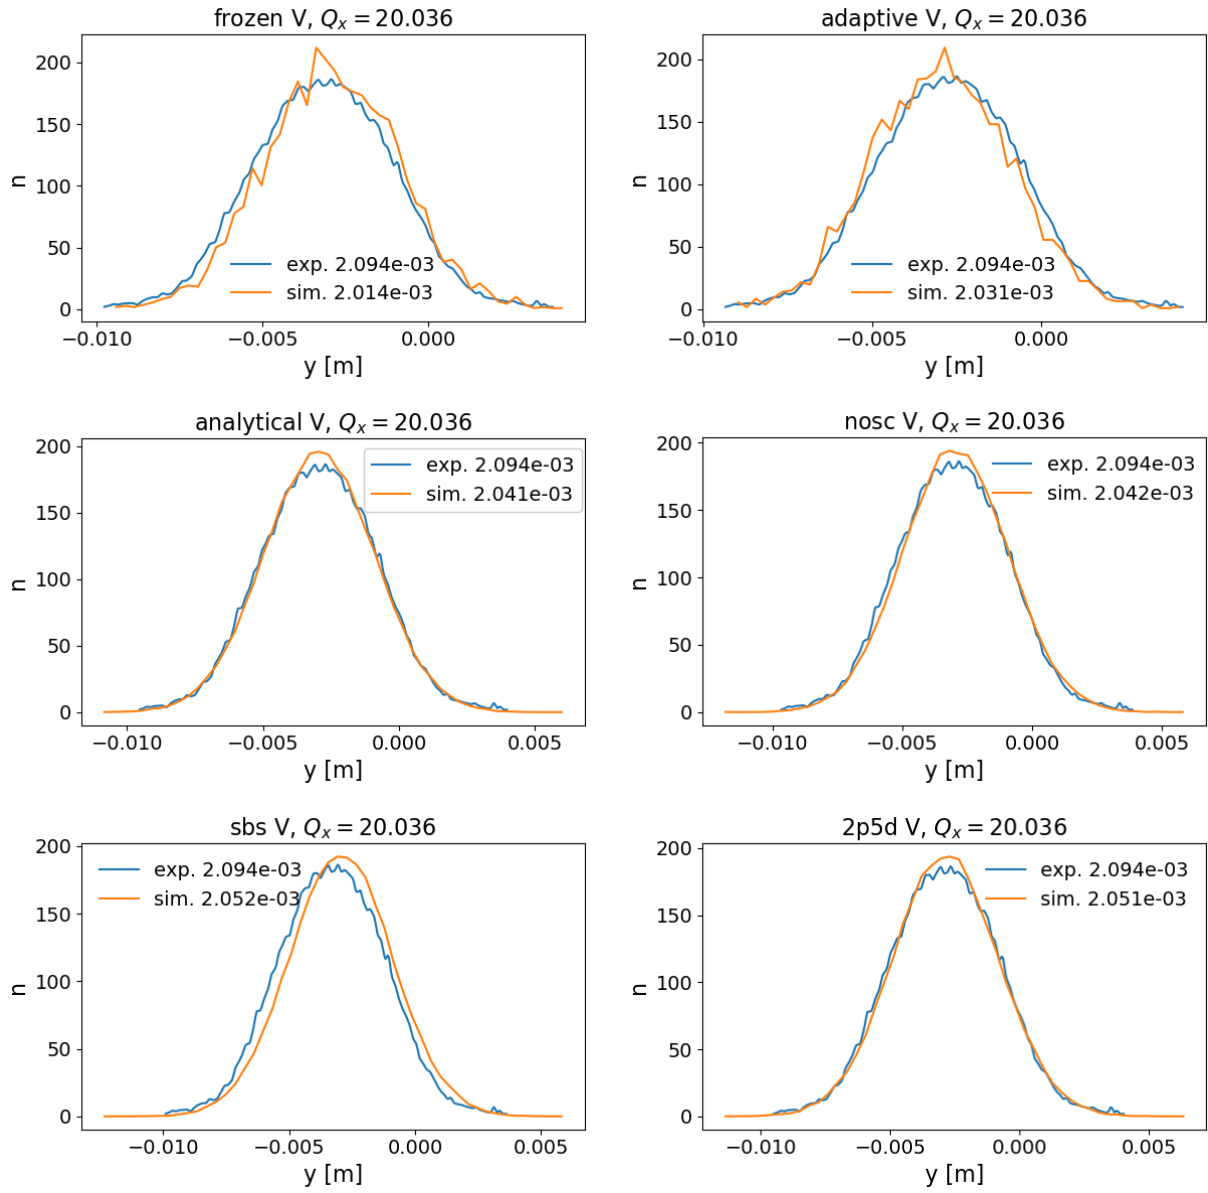 frozen V, Qx = 20.036
200
150
100
50
0
n
exp. 2.094e-03
sim. 2.014e-03
−0.010 −0.005 0.000
y [m]
adaptive V, Qx = 20.036
200
150
100
50
0
n
exp. 2.094e-03
sim. 2.031e-03
−0.010 −0.005 0.000
y [m]
analytical V, Qx = 20.036
200
150
100
50
0
n
exp. 2.094e-03
sim. 2.041e-03
−0.010 −0.005 0.000 0.005
y [m]
nosc V, Qx = 20.036
200
150
100
50
0
n
exp. 2.094e-03
sim. 2.042e-03
−0.010 −0.005 0.000 0.005
y [m]
sbs V, Qx = 20.036
200
150
100
50
0
n
exp. 2.094e-03
sim. 2.052e-03
−0.010 −0.005 0.000 0.005
y [m]
2p5d V, Qx = 20.036
200
150
100
50
0
n
exp. 2.094e-03
sim. 2.051e-03
−0.010 −0.005 0.000 0.005
y [m]